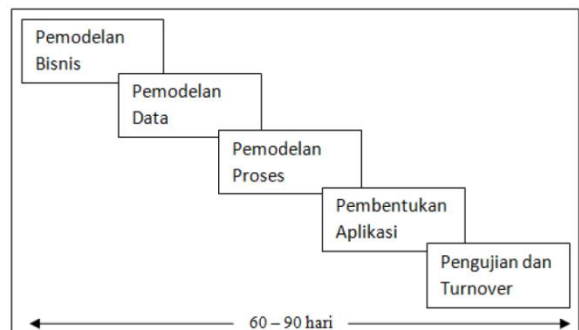 Pemodelan
Bisnis
Pemodelan
Data
Pemodelan
Proses
Pembentukan
Aplikasi
Pengujian dan
Turnover
60 – 90 hari